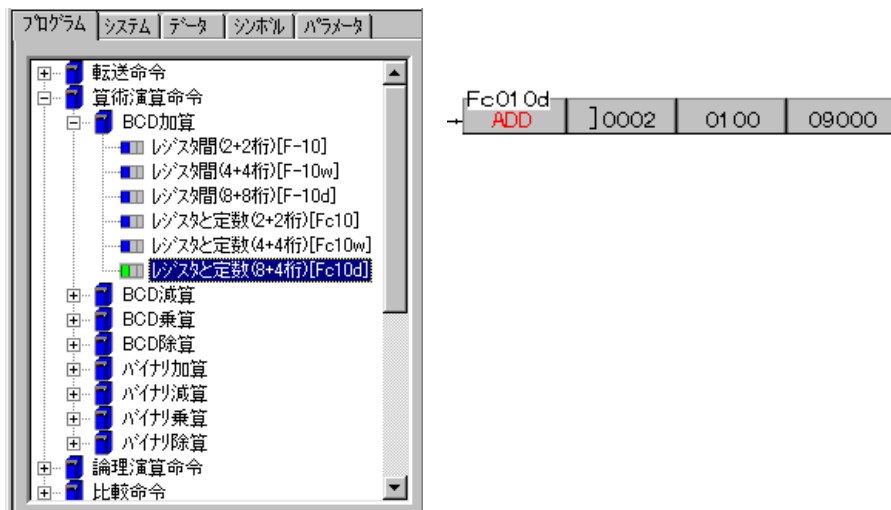 プログラム システム データ シンボル パラメータ
転送命令
算術演算命令
BCD加算
レジスタ間(2+2桁)[F-10]
レジスタ間(4+4桁)[F-10w]
レジスタ間(8+8桁)[F-10d]
レジスタと定数(2+2桁)[Fc10]
レジスタと定数(4+4桁)[Fc10w]
レジスタと定数(8+4桁)[Fc10d]
BCD減算
BCD乗算
BCD除算
バイナリ加算
バイナリ減算
バイナリ乗算
バイナリ除算
論理演算命令
比較命令
Fc010d
ADD ]0002 0100 09000